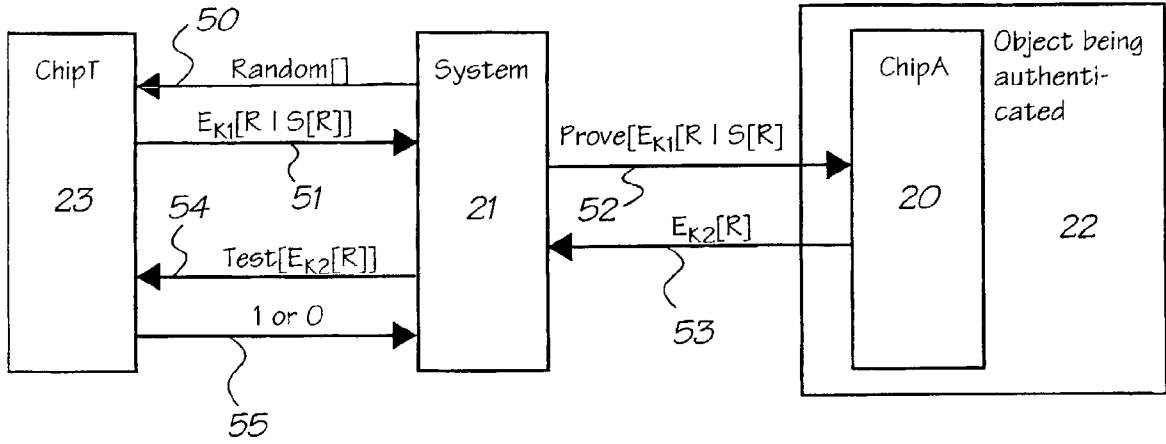 50
ChipT
Random[]
System
ChipA
Object being
authenti-
cated
E_K1[R | S[R]]
Prove[E_K1[R | S[R]
51
52
23
21
20
22
54
E_K2[R]
Test[E_K2[R]]
53
1 or 0
55